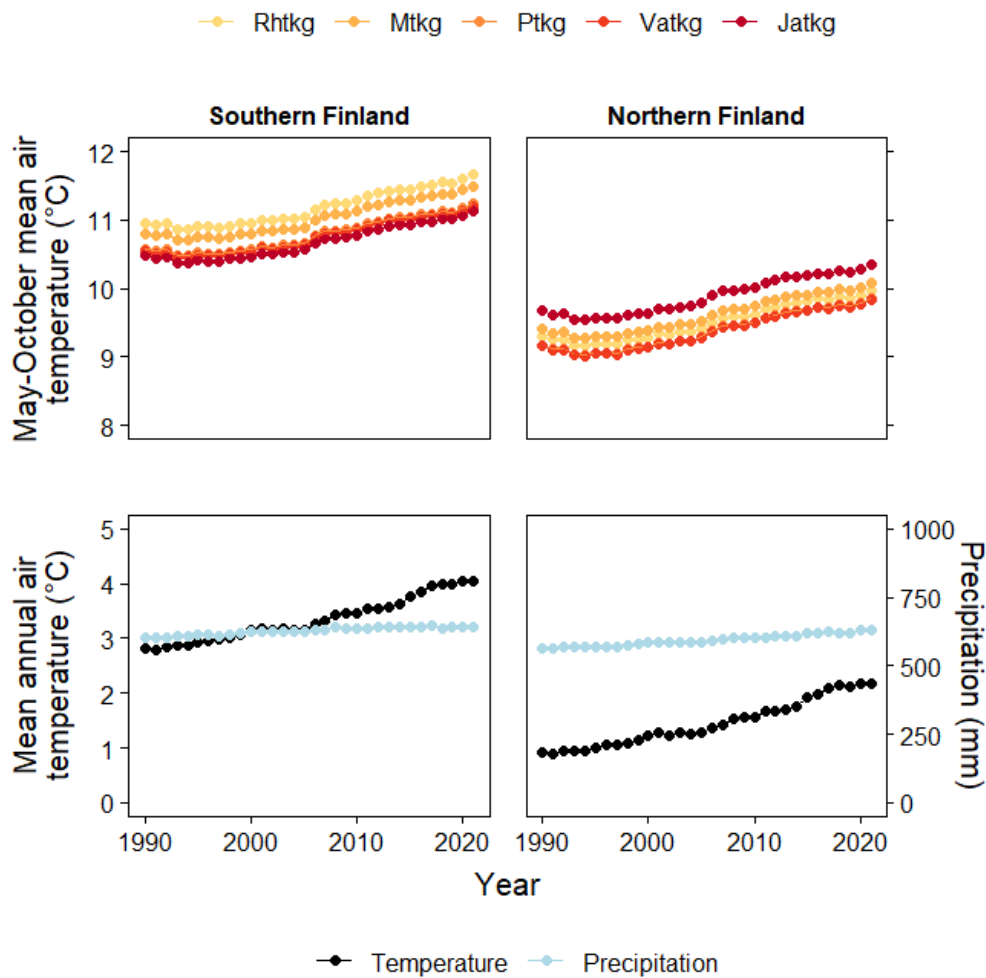 Rhtkg Mtkg Ptkg Vatkg Jatkg
Southern Finland
Northern Finland
May-October mean air
temperature (°C)
12
11
10
9
8
Mean annual air
temperature (°C)
5
4
3
2
1
0
1000
750
500
250
0
Precipitation (mm)
1990 2000 2010 2020
1990 2000 2010 2020
Year
Temperature Precipitation